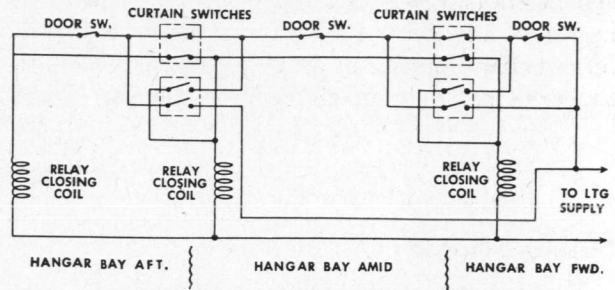 CURTAIN SWITCHES
CURTAIN SWITCHES
DOOR SW.
DOOR SW.
DOOR SW.
RELAY
CLOSING
COIL
RELAY
CLOSING
COIL
RELAY
CLOSING
COIL
TO LTG
SUPPLY
HANGAR BAY AFT.
HANGAR BAY AMID
HANGAR BAY FWD.